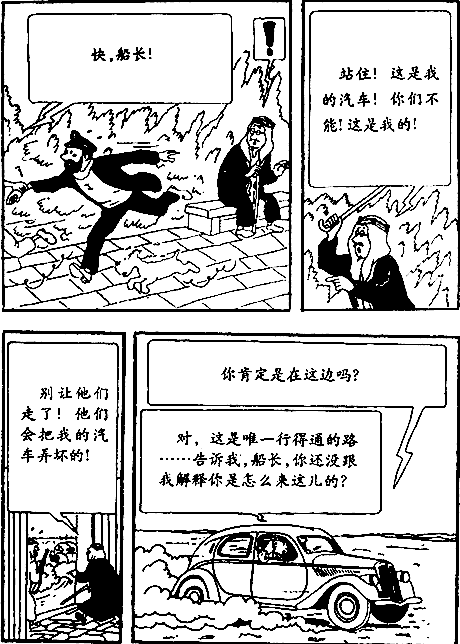 快,船长!
!
站住! 这是我
的汽车! 你们不
能!这是我的!
别让他们
走了! 他们
会把我的汽
车弄坏的!
你肯定是在这边吗?
对, 这是唯一行得通的路
……告诉我,船长,你还没跟
我解释你是怎么来这儿的?